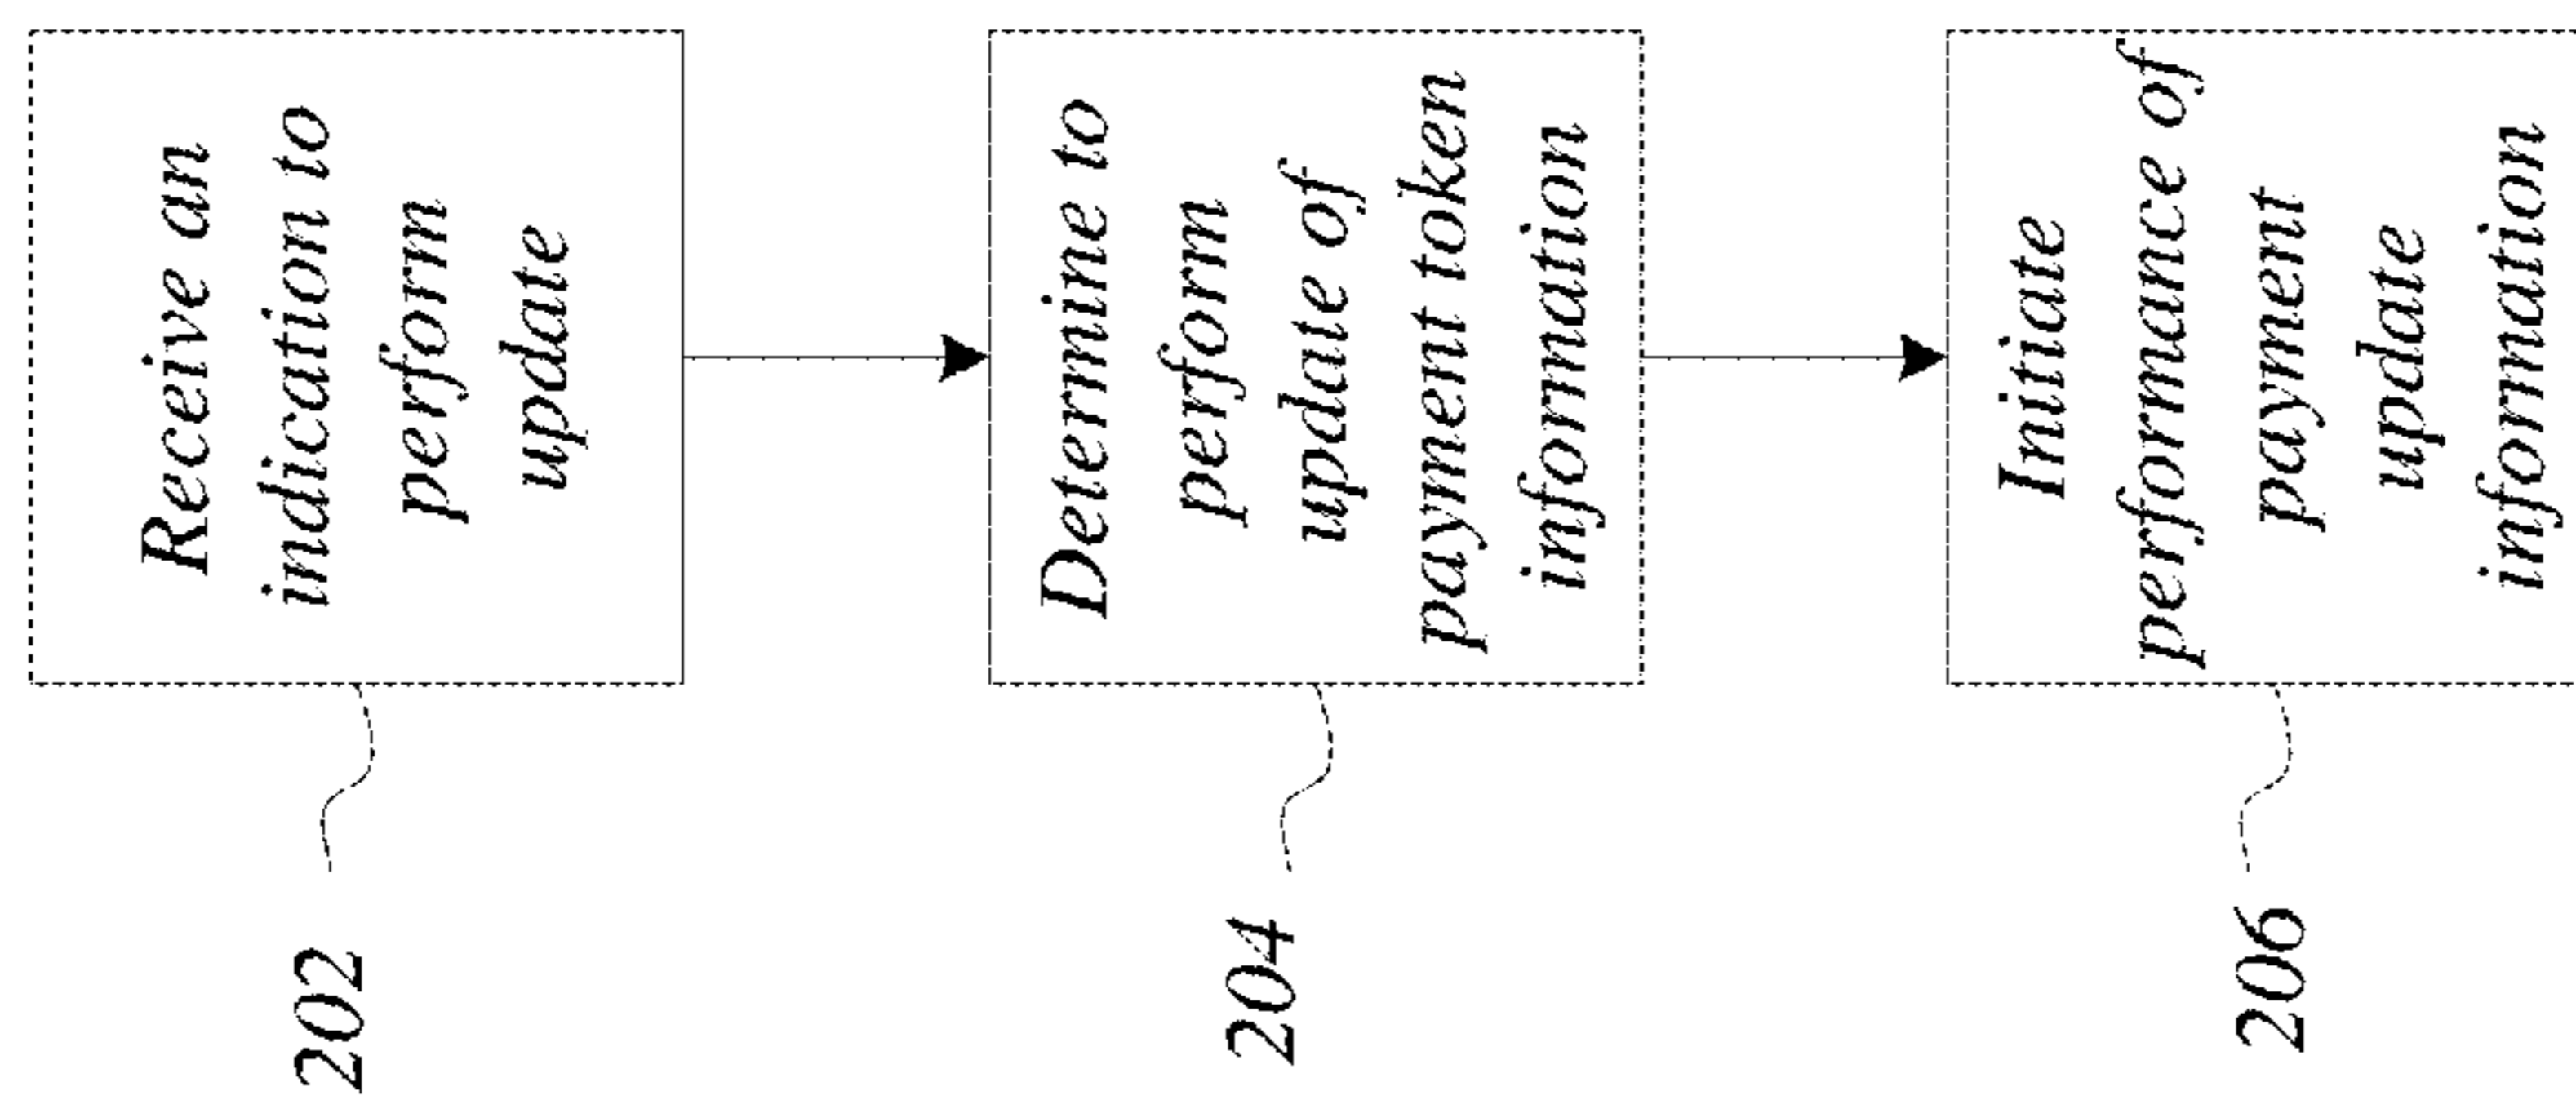 Receive an
indication to
perform
update
202
Determine to
perform
update of
payment token
information
204
Initiate
performance of
payment
update
information
206